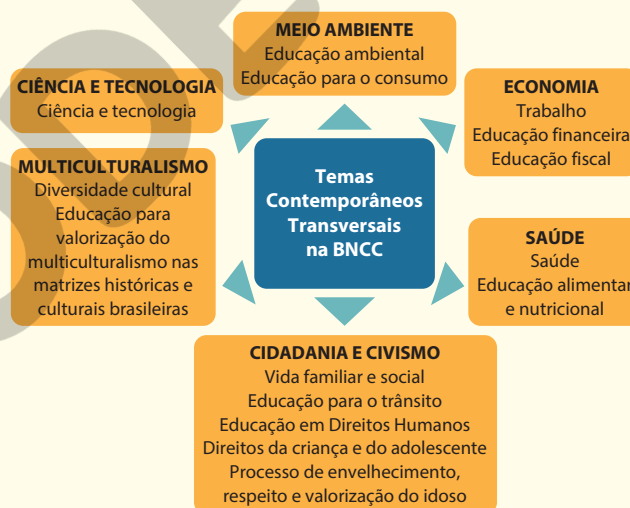 MEIO AMBIENTE
Educação ambiental
Educação para o consumo
CIÊNCIA E TECNOLOGIA
Ciência e tecnologia
ECONOMIA
Trabalho
Educação financeira
Educação fiscal
MULTICULTURALISMO
Diversidade cultural
Educação para
valorização do
multiculturalismo nas
matrizes históricas e
culturais brasileiras
Temas
Contemporâneos
Transversais
na BNCC
SAÚDE
Saúde
Educação alimentar
e nutricional
CIDADANIA E CIVISMO
Vida familiar e social
Educação para o trânsito
Educação em Direitos Humanos
Direitos da criança e do adolescente
Processo de envelhecimento,
respeito e valorização do idoso